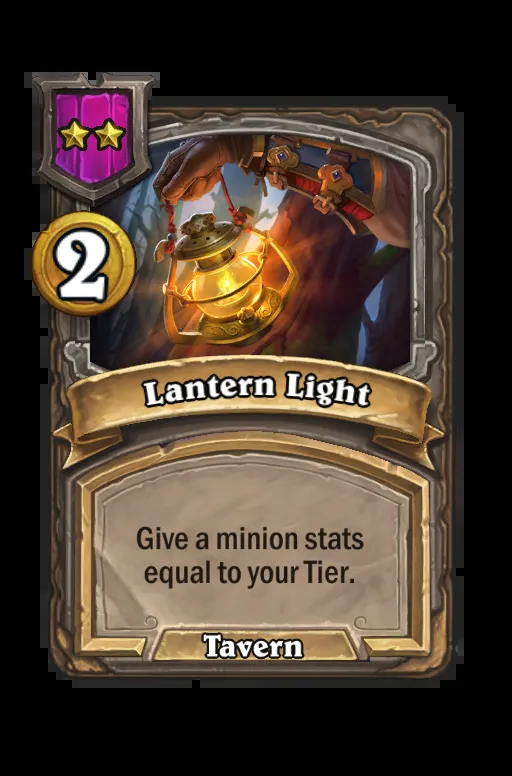 2
Lantern Light
Give a minion stats
equal to your Tier.
Tavern